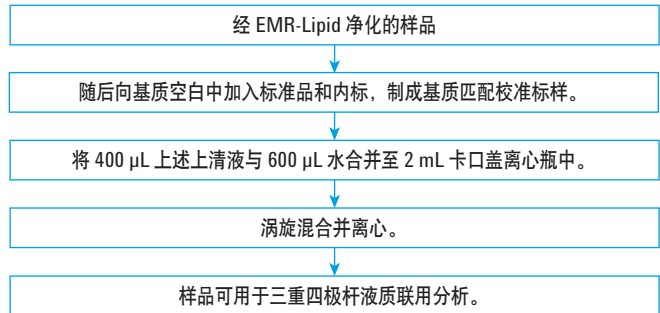 经 EMR-Lipid 净化的样品
随后向基质空白中加入标准品和内标，制成基质匹配校准标样。
将 400 μL 上述上清液与 600 μL 水合并至 2 mL 卡口盖离心瓶中。
涡旋混合并离心。
样品可用于三重四极杆液质联用分析。